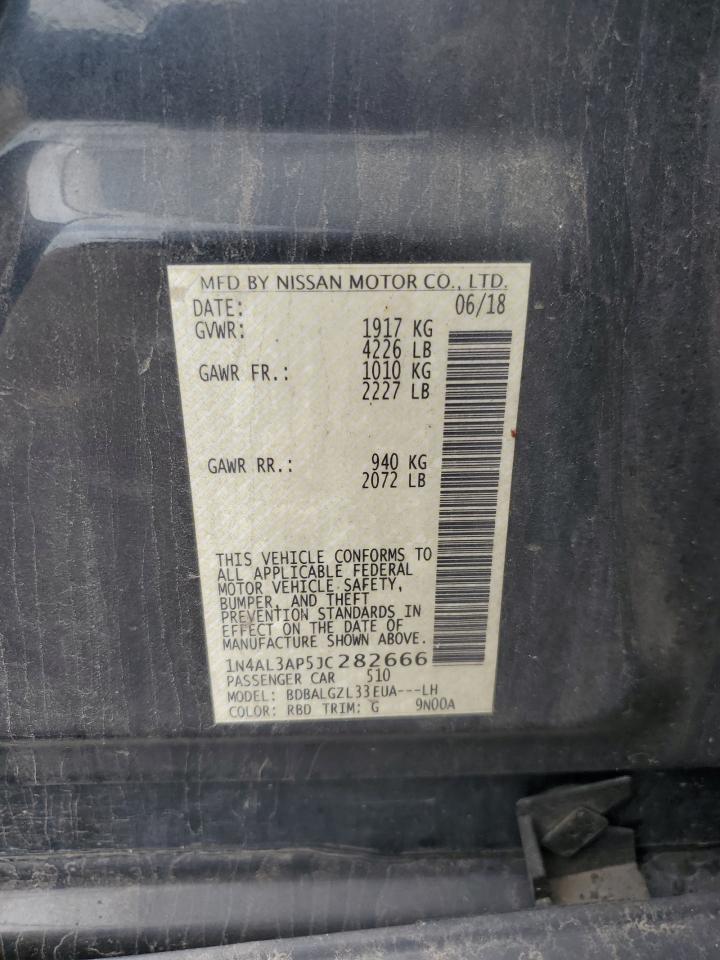 MFD BY NISSAN MOTOR CO., LTD.
DATE: 06/18
GVWR: 1917 KG
4226 LB
GAWR FR.: 1010 KG
2227 LB
GAWR RR.: 940 KG
2072 LB
THIS VEHICLE CONFORMS TO
ALL APPLICABLE FEDERAL
MOTOR VEHICLE SAFETY,
BUMPER, AND THEFT
PREVENTION STANDARDS IN
EFFECT ON THE DATE OF
MANUFACTURE SHOWN ABOVE.
1N4AL3AP5JC282666
PASSENGER CAR 510
MODEL: BDBALGZL33EUA---LH
COLOR: RBD TRIM: G 9N00A